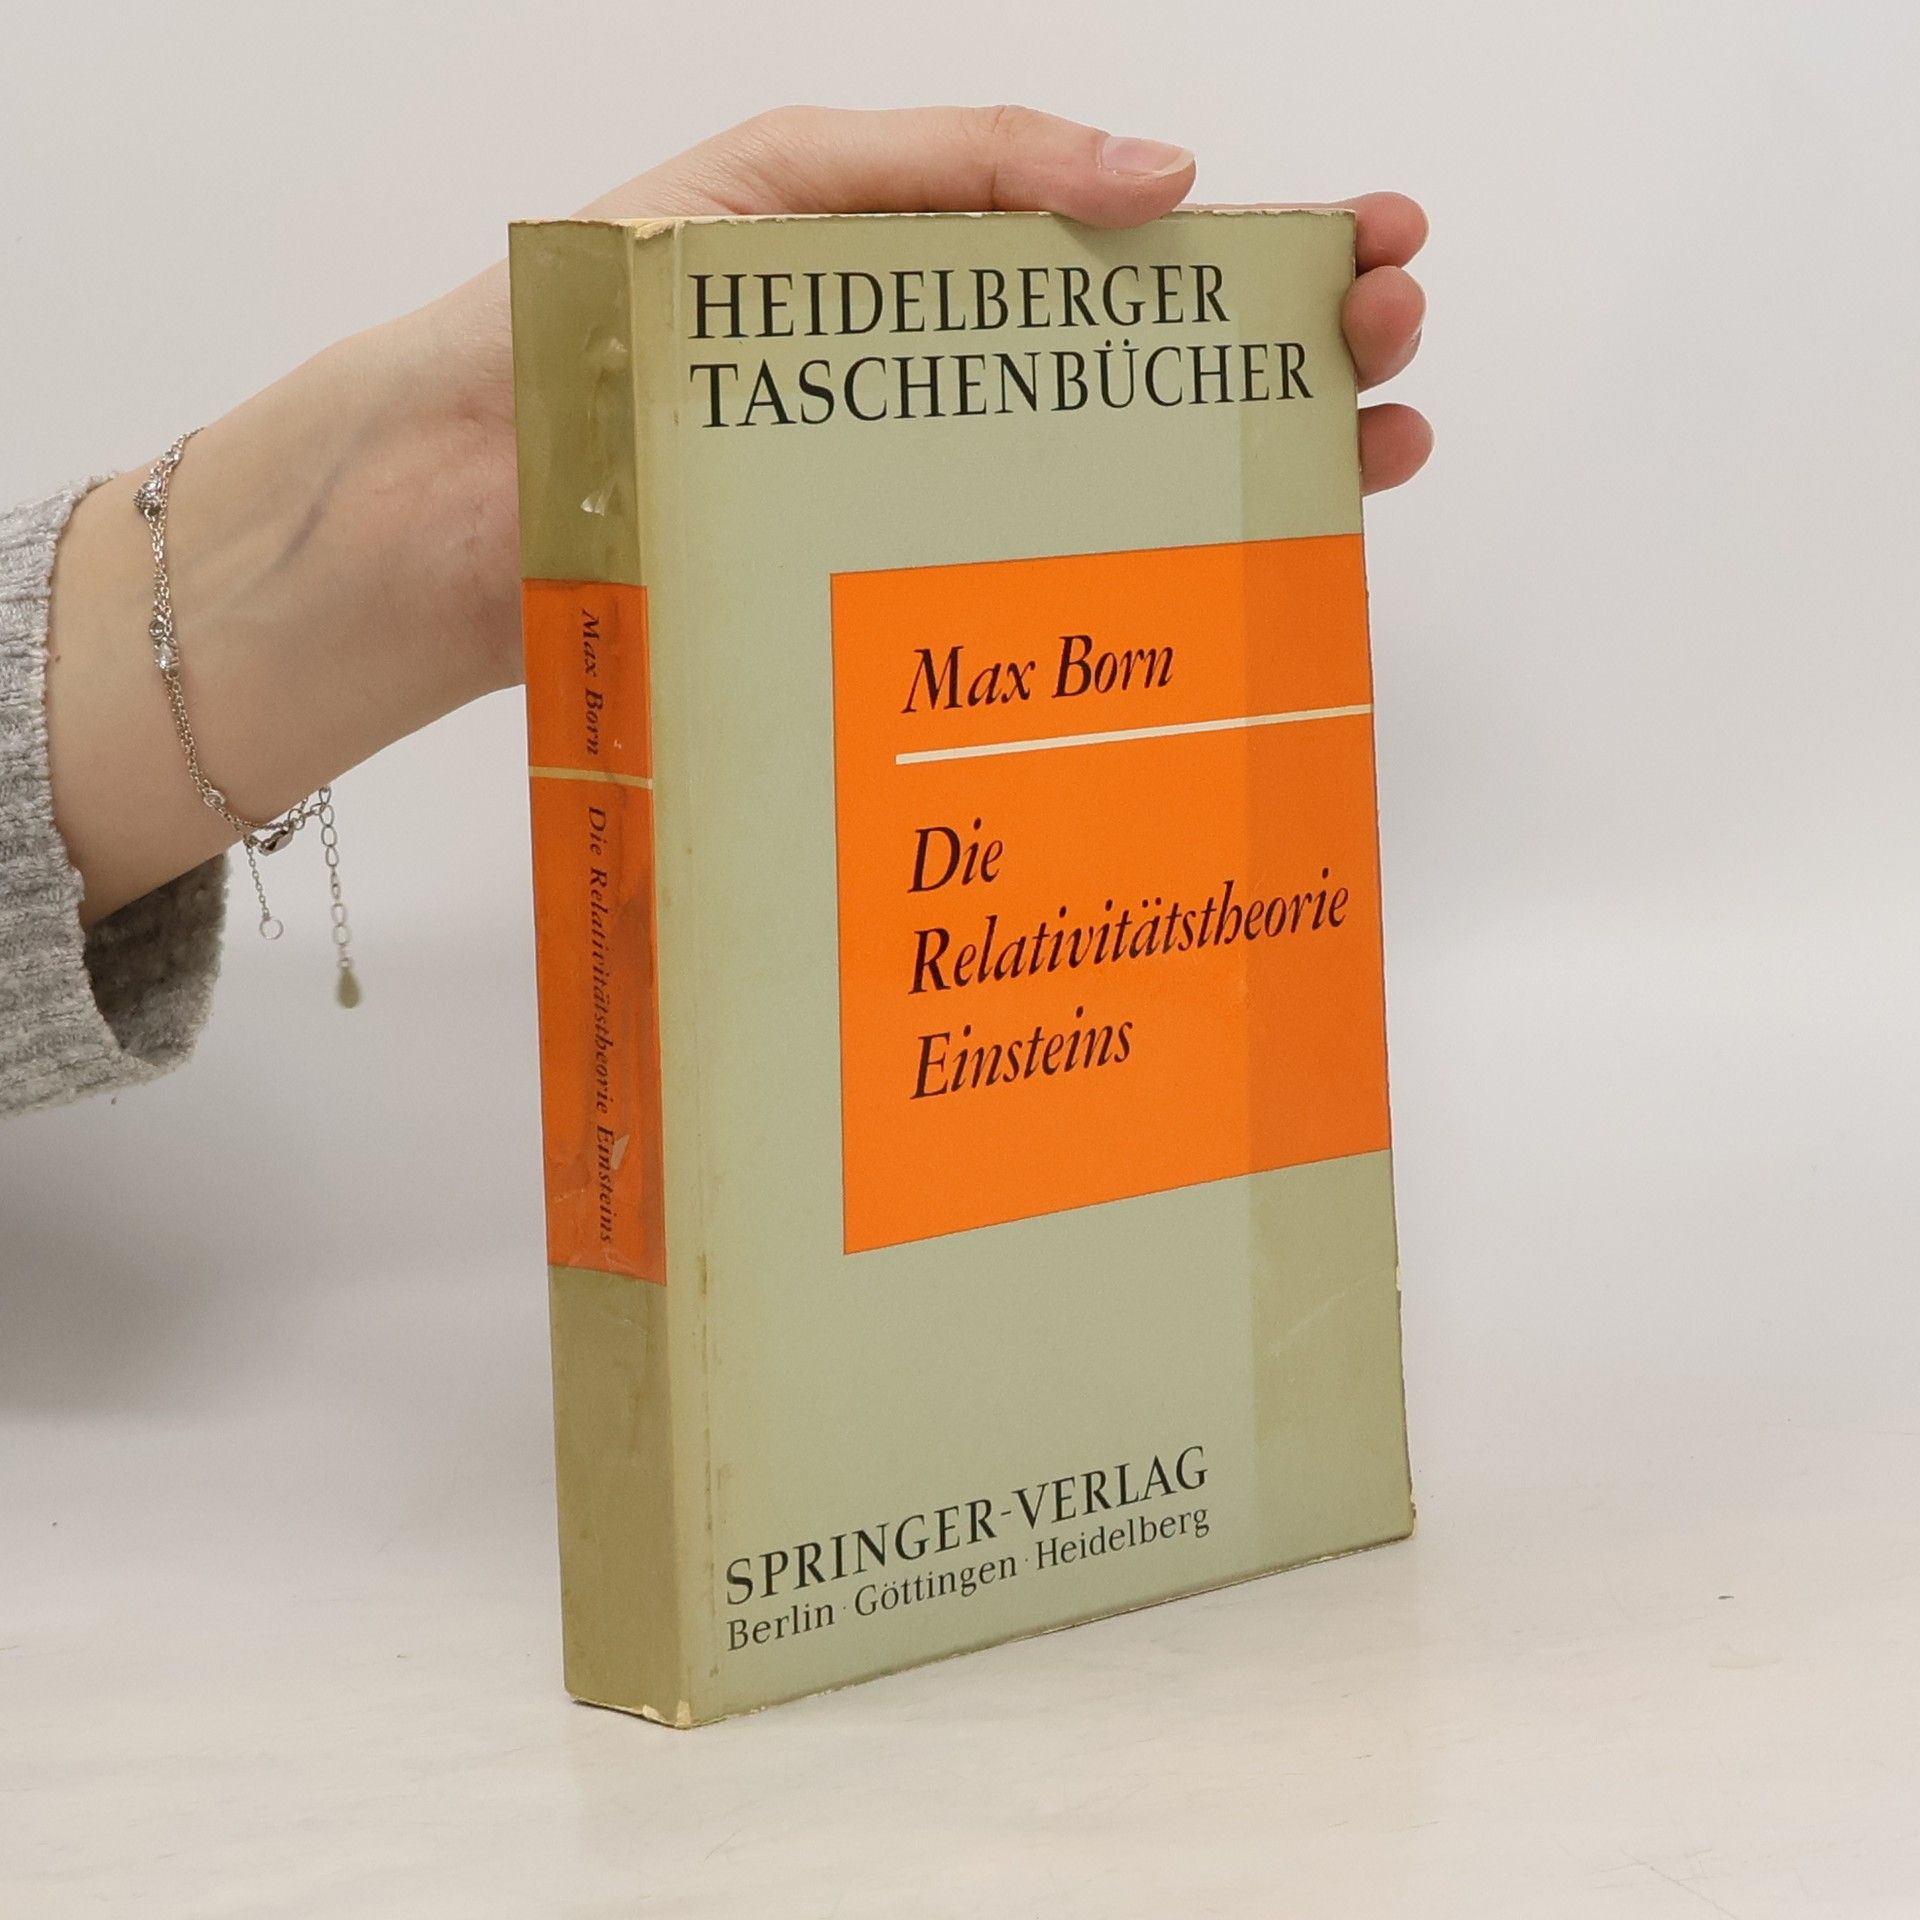 HEIDELBERGER
TASCHENBÜCHER
Max Born
Die
Relativitätstheorie
Einsteins
SPRINGER-VERLAG
Berlin · Göttingen · Heidelberg
Max Born Die Relativitätstheorie Einsteins